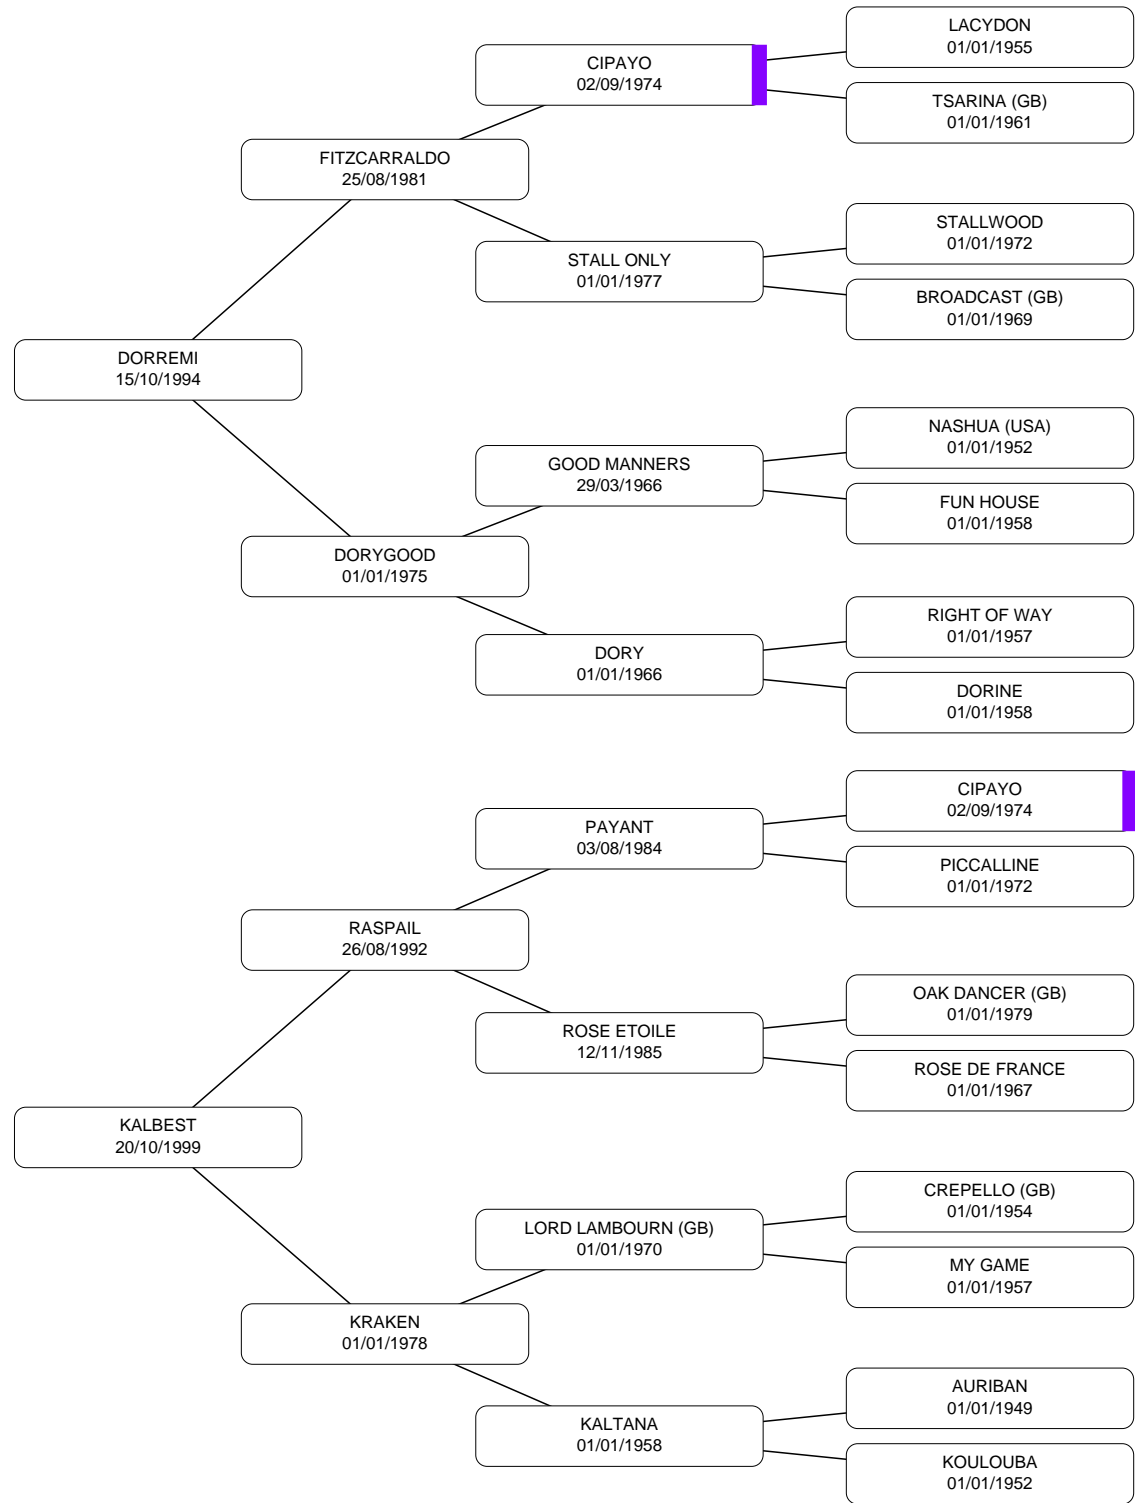 LACYDON
01/01/1955
CIPAYO
02/09/1974
TSARINA (GB)
01/01/1961
FITZCARRALDO
25/08/1981
STALLWOOD
01/01/1972
STALL ONLY
01/01/1977
BROADCAST (GB)
01/01/1969
DORREMI
15/10/1994
NASHUA (USA)
01/01/1952
GOOD MANNERS
29/03/1966
FUN HOUSE
01/01/1958
DORYGOOD
01/01/1975
RIGHT OF WAY
01/01/1957
DORY
01/01/1966
DORINE
01/01/1958
CIPAYO
02/09/1974
PAYANT
03/08/1984
PICCALLINE
01/01/1972
RASPAIL
26/08/1992
OAK DANCER (GB)
01/01/1979
ROSE ETOILE
12/11/1985
ROSE DE FRANCE
01/01/1967
KALBEST
20/10/1999
CREPELLO (GB)
01/01/1954
LORD LAMBOURN (GB)
01/01/1970
MY GAME
01/01/1957
KRAKEN
01/01/1978
AURIBAN
01/01/1949
KALTANA
01/01/1958
KOULOUBA
01/01/1952